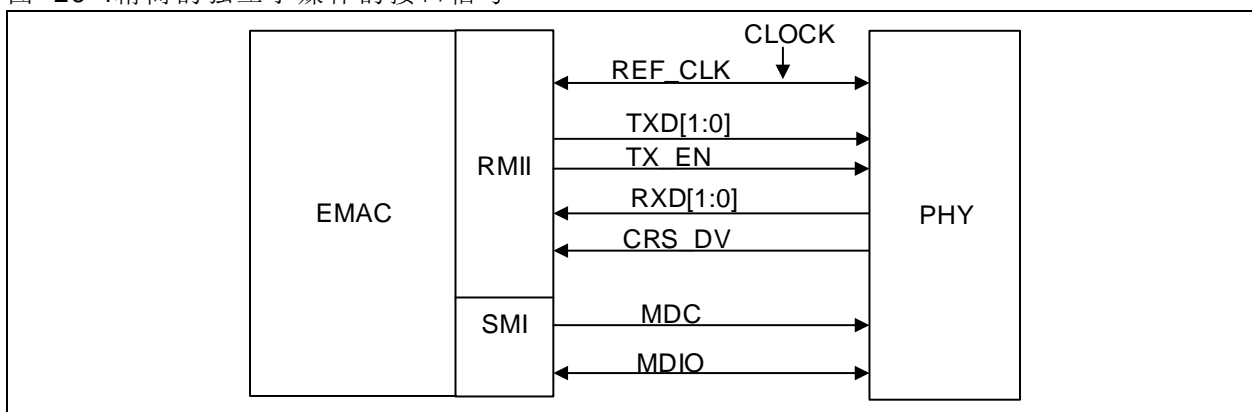 CLOCK
REF_CLK
TXD[1:0]
TX_EN
RMII
RXD[1:0]
EMAC
PHY
CRS_DV
SMI
MDC
MDIO